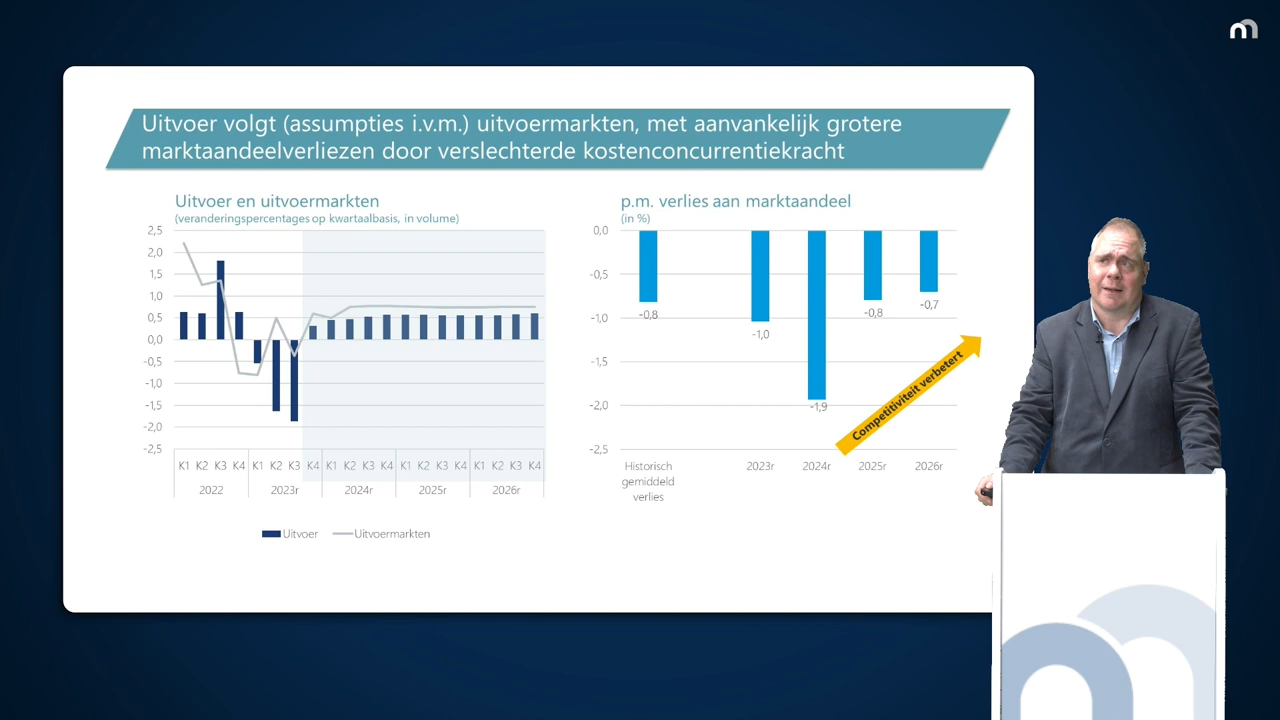 Uitvoer volgt (assumpties i.v.m.) uitvoermarkten, met aanvankelijk grotere
marktaandeelverliezen door verslechterde kostenconcurrentiekracht
Uitvoer en uitvoermarkten
(veranderingspercentages op kwartaalbasis, in volume)
2,5
2,0
1,5
1,0
0,5
0,0
-0,5
-1,0
-1,5
-2,0
-2,5
K1 K2 K3 K4 K1 K2 K3 K4 K1 K2 K3 K4 K1 K2 K3 K4 K1 K2 K3 K4
2022 2023r 2024r 2025r 2026r
Uitvoer Uitvoermarkten
p.m. verlies aan marktaandeel
(in %)
0,0
-0,5
-1,0
-1,5
-2,0
-2,5
-0,8
-1,0
-1,9
-0,8
-0,7
Competitiviteit verbetert
Historisch
gemiddeld
verlies
2023r 2024r 2025r 2026r